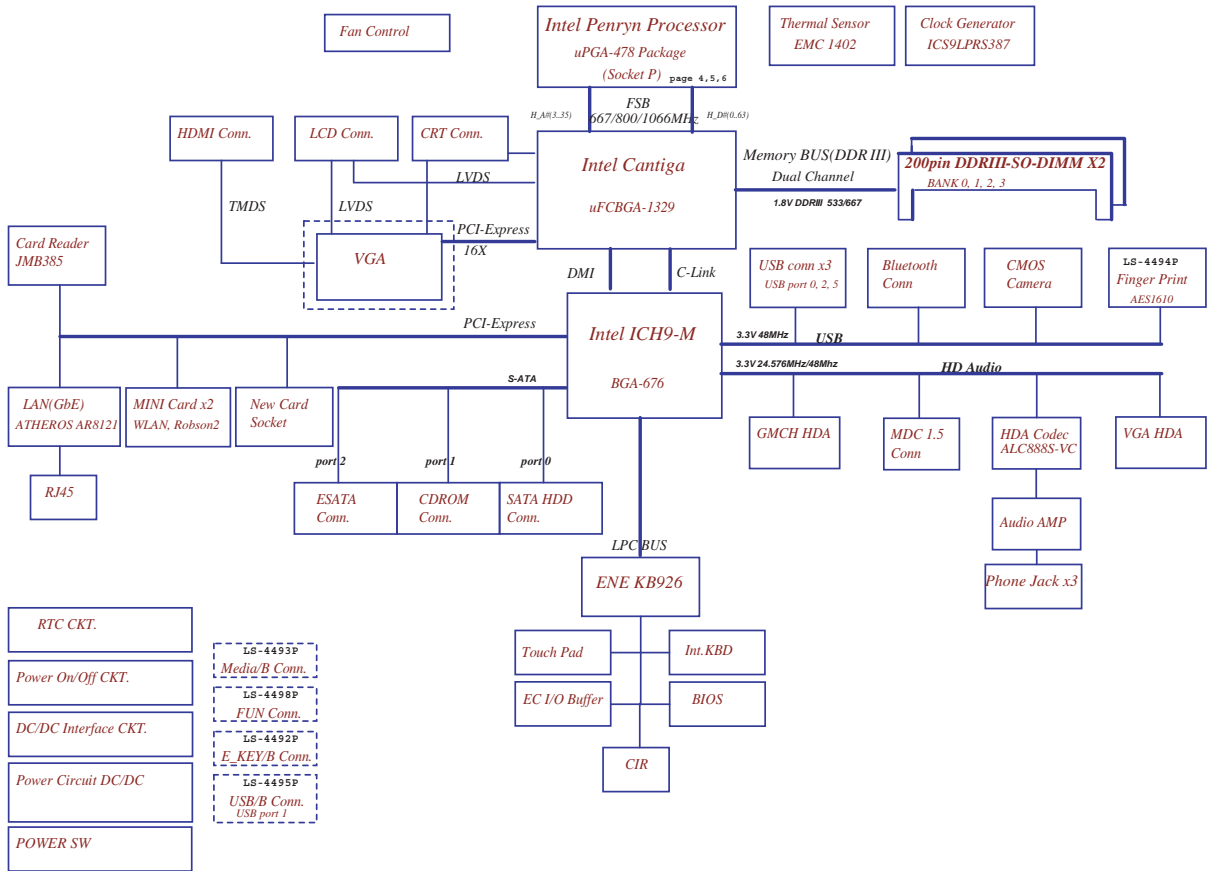 Fan Control
Intel Penryn Processor
uPGA-478 Package
(Socket P) page 4,5,6
Thermal Sensor
EMC 1402
Clock Generator
ICS9LPRS387
H_A#(3..35)
FSB
667/800/1066MHz
H_D#(0..63)
HDMI Conn.
LCD Conn.
CRT Conn.
Intel Cantiga
uFCBGA-1329
Memory BUS(DDR III)
Dual Channel
1.8V DDRIII 533/667
200pin DDRIII-SO-DIMM X2
BANK 0, 1, 2, 3
LVDS
TMDS
LVDS
PCI-Express
16X
VGA
Card Reader
JMB385
DMI
C-Link
USB conn x3
USB port 0, 2, 5
Bluetooth
Conn
CMOS
Camera
LS-4494P
Finger Print
AES1610
PCI-Express
Intel ICH9-M
BGA-676
3.3V 48MHz
USB
3.3V 24.576MHz/48Mhz
HD Audio
S-ATA
LAN(GbE)
ATHEROS AR8121
MINI Card x2
WLAN, Robson2
New Card
Socket
GMCH HDA
MDC 1.5
Conn
HDA Codec
ALC888S-VC
VGA HDA
port 2
port 1
port 0
RJ45
ESATA
Conn.
CDROM
Conn.
SATA HDD
Conn.
Audio AMP
LPC BUS
ENE KB926
Phone Jack x3
RTC CKT.
Power On/Off CKT.
DC/DC Interface CKT.
Power Circuit DC/DC
POWER SW
LS-4493P
Media/B Conn.
LS-4498P
FUN Conn.
LS-4492P
E_KEY/B Conn.
LS-4495P
USB/B Conn.
USB port 1
Touch Pad
Int.KBD
EC I/O Buffer
BIOS
CIR